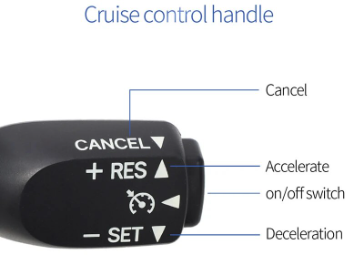 Cruise control handle
CANCEL▼
Cancel
+ RES ▲
Accelerate
◀
on/off switch
− SET ▼
Deceleration